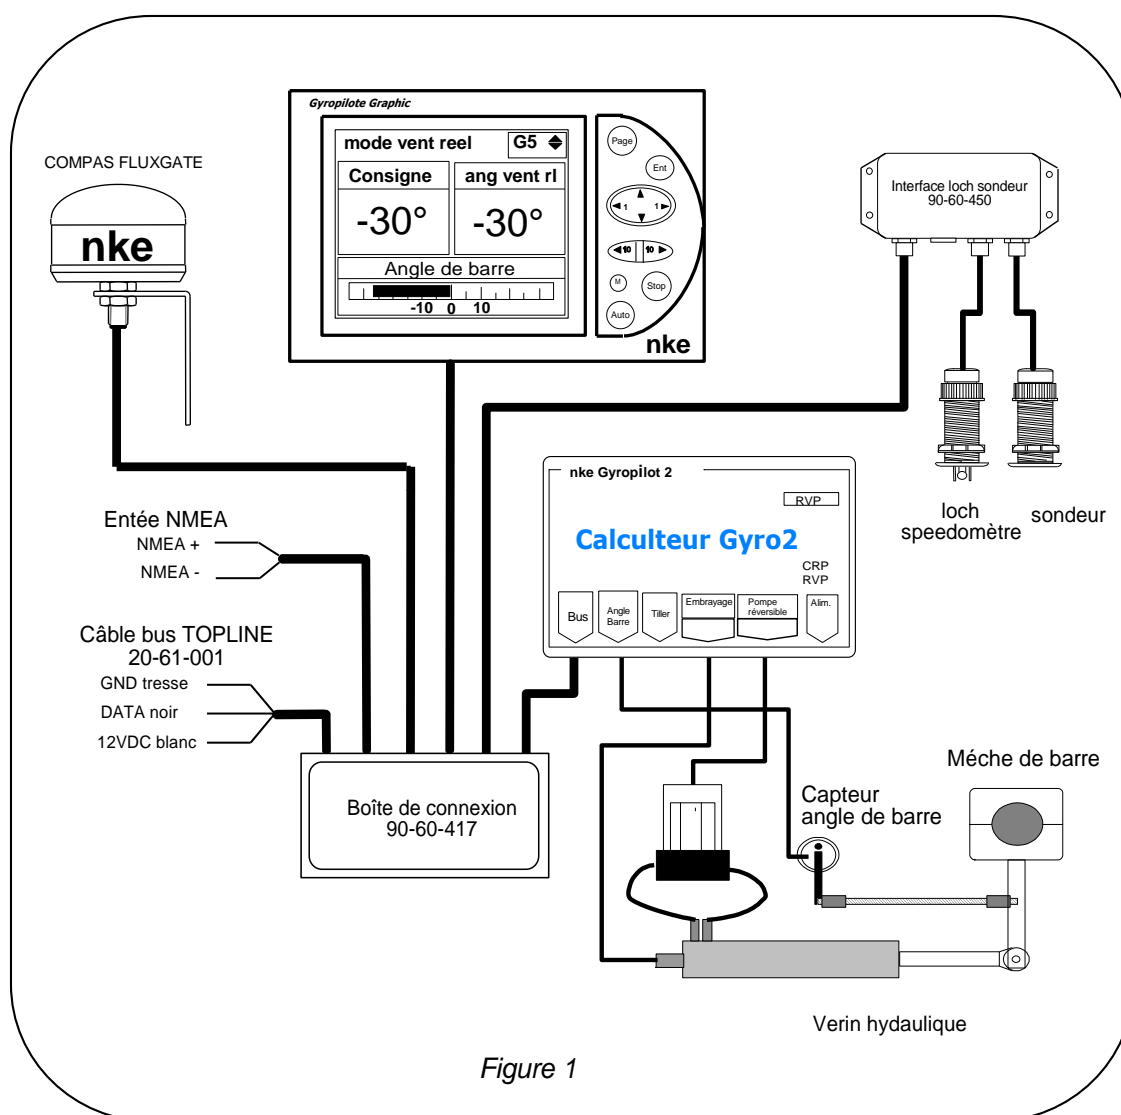 Gyropilote Graphic
mode vent reel
G5
Consigne
ang vent rl
-30°
-30°
Angle de barre
-10 0 10
Page
Ent
1
1
10
10
M
Stop
Auto
nke
COMPAS FLUXGATE
nke
Interface loch sondeur
90-60-450
loch
speedomètre
sondeur
nke Gyropilot 2
RVP
Calculteur Gyro2
CRP
RVP
Bus
Angle
Barre
Tiller
Embrayage
Pompe
réversible
Alim.
Entée NMEA
NMEA +
NMEA -
Câble bus TOPLINE
20-61-001
GND tresse
DATA noir
12VDC blanc
Boîte de connexion
90-60-417
Capteur
angle de barre
Méche de barre
Verin hydaulique
Figure 1